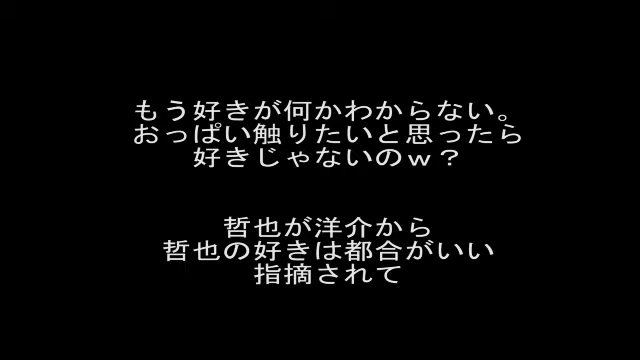 もう好きが何かわからない。
おっぱい触りたいと思ったら
好きじゃないのｗ？
哲也が洋介から
哲也の好きは都合がいい
指摘されて